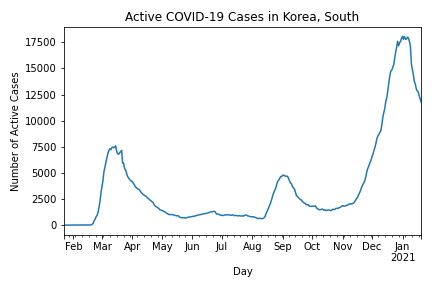 Active COVID-19 Cases in Korea, South
Number of Active Cases
17500
15000
12500
10000
7500
5000
2500
0
Feb Mar Apr May Jun Jul Aug Sep Oct Nov Dec Jan
2021
Day